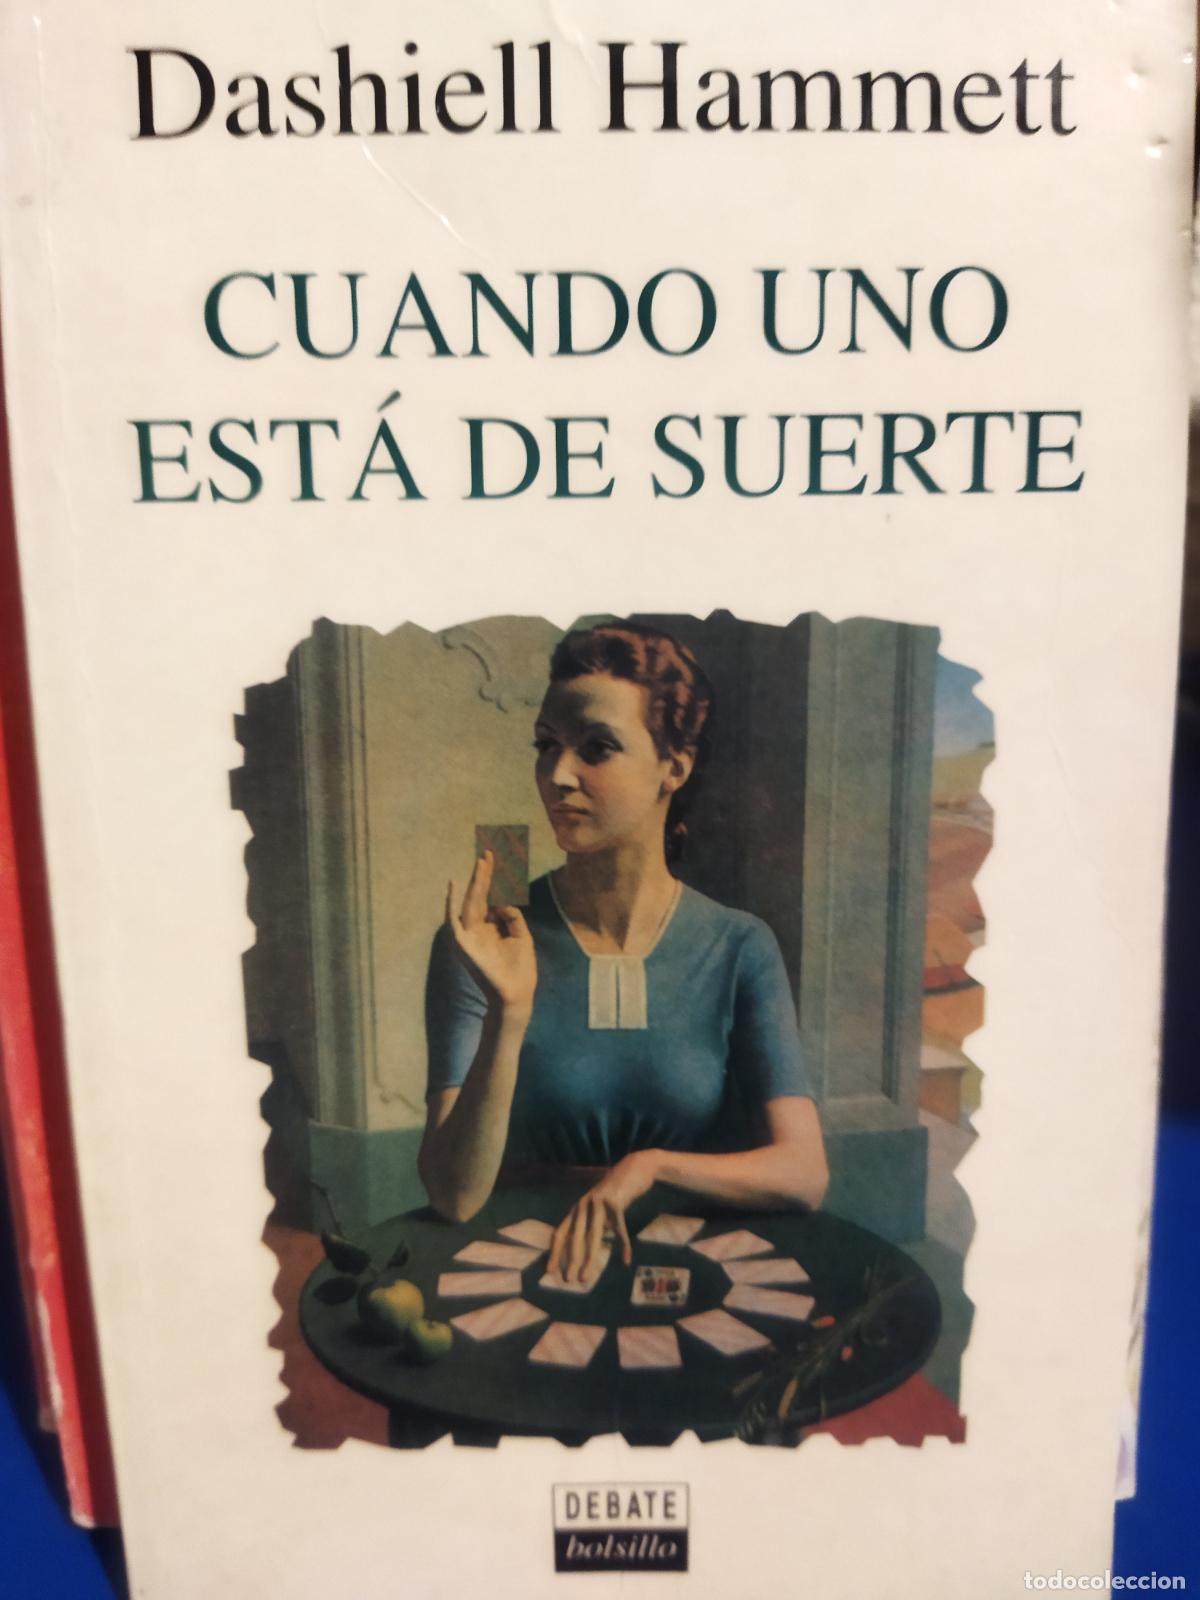 Dashiell Hammett
CUANDO UNO
ESTÁ DE SUERTE
DEBATE
bolsillo
todocoleccion